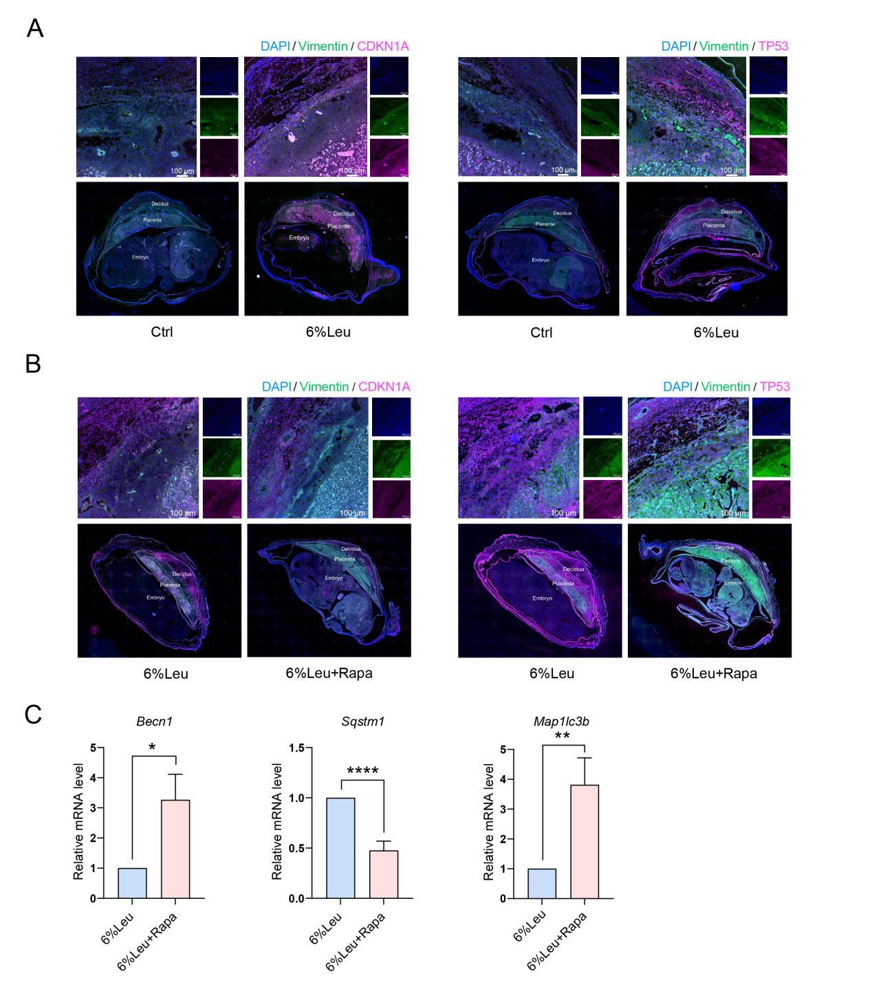 A
DAPI / Vimentin / CDKN1A
DAPI / Vimentin / TP53
100 µm
100 µm
100 µm
100 µm
Decidua
Placenta
Embryo
Decidua
Placenta
Embryo
Decidua
Placenta
Embryo
Decidua
Placenta
Ctrl
6%Leu
Ctrl
6%Leu
B
DAPI / Vimentin / CDKN1A
DAPI / Vimentin / TP53
100 µm
100 µm
100 µm
100 µm
Decidua
Placenta
Embryo
Decidua
Placenta
Embryo
Decidua
Placenta
Embryo
Decidua
Placenta
Embryo
6%Leu
6%Leu+Rapa
6%Leu
6%Leu+Rapa
C
Becn1
Relative mRNA level
5
4
3
2
1
0
*
6%Leu
6%Leu+Rapa
Sqstm1
Relative mRNA level
1.5
1.0
0.5
0.0
****
6%Leu
6%Leu+Rapa
Map1lc3b
Relative mRNA level
5
4
3
2
1
0
**
6%Leu
6%Leu+Rapa